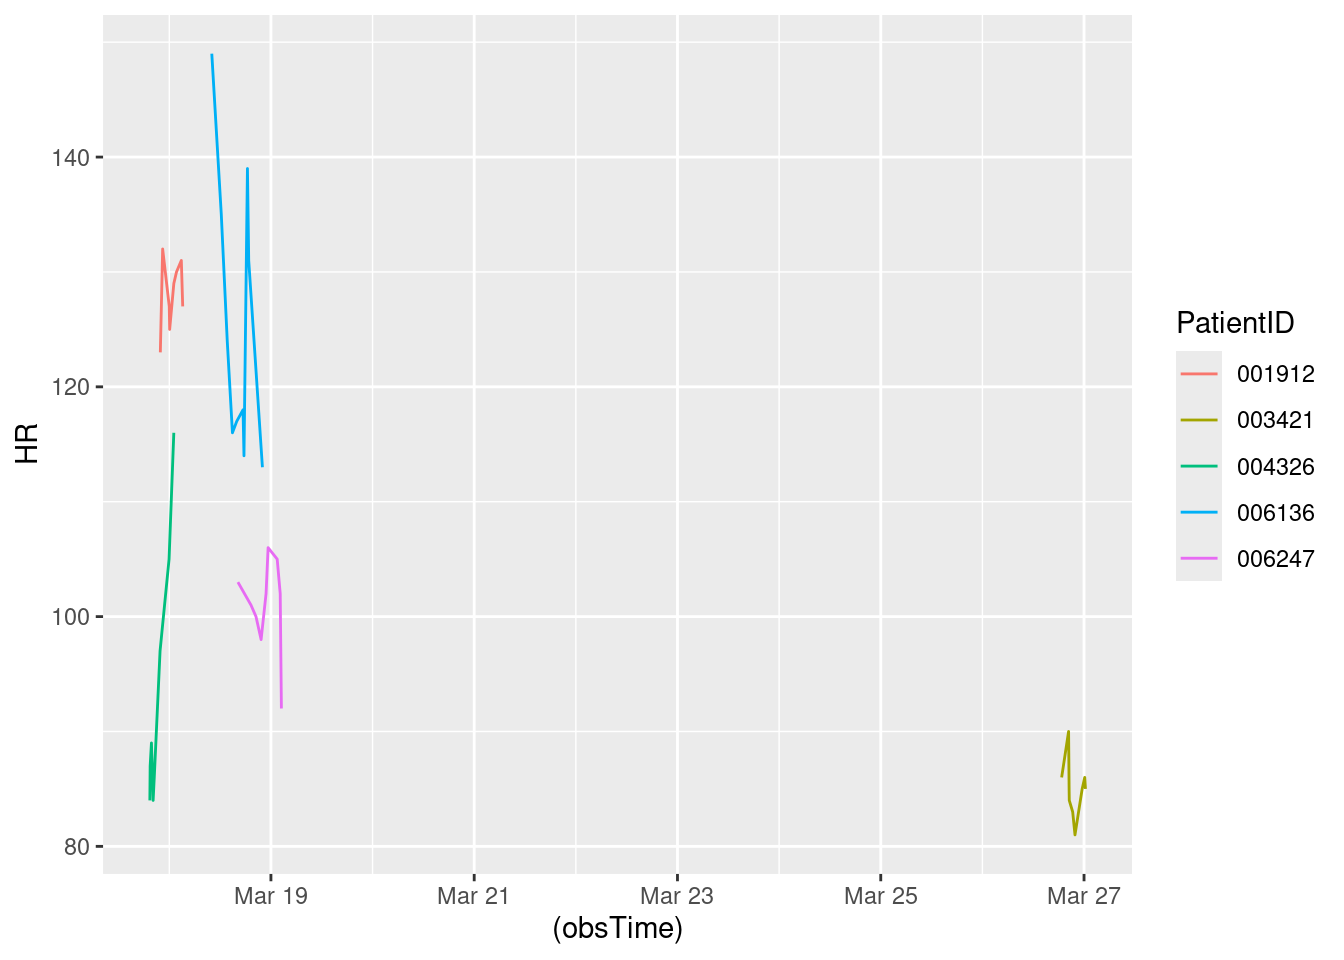 140
120
100
80
HR
Mar 19
Mar 21
Mar 23
Mar 25
Mar 27
(obsTime)
PatientID
001912
003421
004326
006136
006247